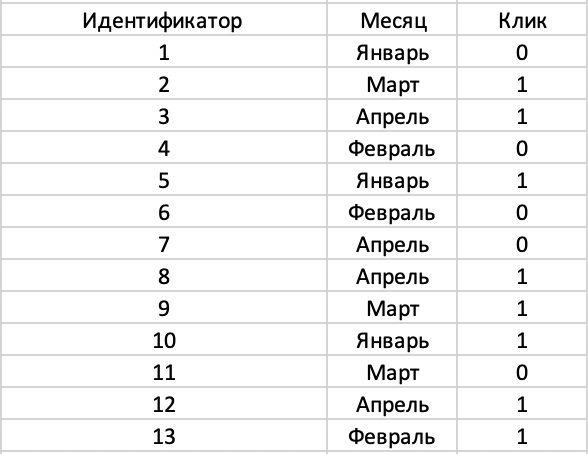 Идентификатор Месяц Клик
1 Январь 0
2 Март 1
3 Апрель 1
4 Февраль 0
5 Январь 1
6 Февраль 0
7 Апрель 0
8 Апрель 1
9 Март 1
10 Январь 1
11 Март 0
12 Апрель 1
13 Февраль 1